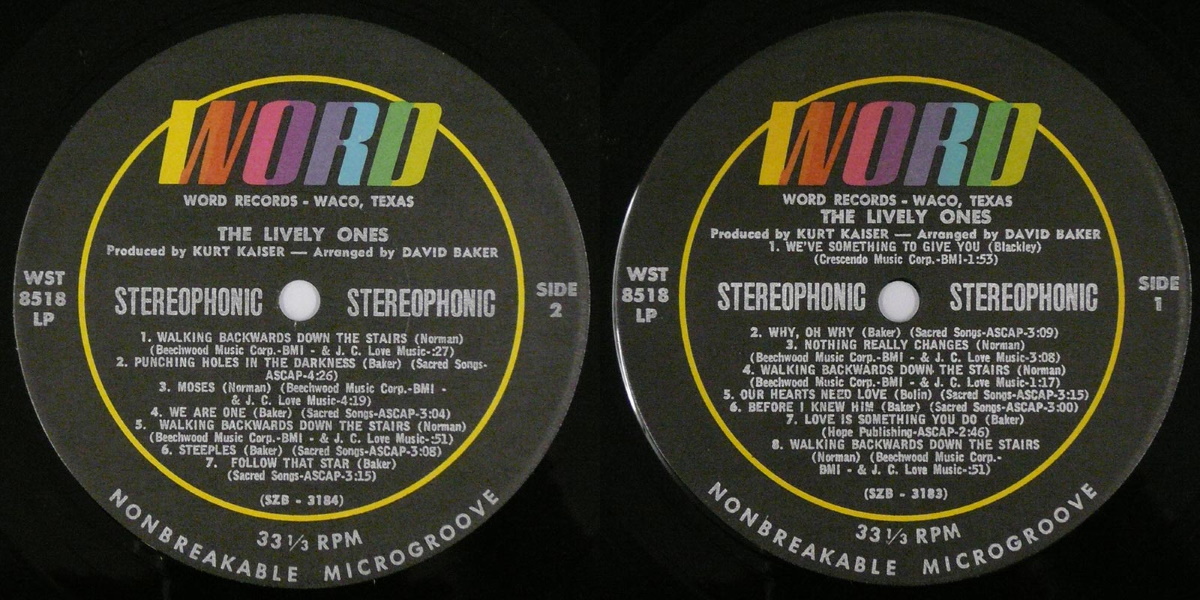 WORD
WORD RECORDS - WACO, TEXAS
THE LIVELY ONES
Produced by KURT KAISER — Arranged by DAVID BAKER
WST
8518
LP
STEREOPHONIC STEREOPHONIC
SIDE
2
1. WALKING BACKWARDS DOWN THE STAIRS (Norman)
(Beechwood Music Corp.-BMI - & J. C. Love Music-:27)
2. PUNCHING HOLES IN THE DARKNESS (Baker) (Sacred Songs-
ASCAP-4:26)
3. MOSES (Norman) (Beechwood Music Corp.-BMI -
& J. C. Love Music-4:19)
4. WE ARE ONE (Baker) (Sacred Songs-ASCAP-3:04)
5. WALKING BACKWARDS DOWN THE STAIRS (Norman)
(Beechwood Music Corp.-BMI - & J. C. Love Music-:51)
6. STEEPLES (Baker) (Sacred Songs-ASCAP-3:08)
7. FOLLOW THAT STAR (Baker)
(Sacred Songs-ASCAP-3:15)
(SZB - 3184)
33 1/3 RPM
NONBREAKABLE MICROGROOVE
WORD
WORD RECORDS - WACO, TEXAS
THE LIVELY ONES
Produced by KURT KAISER — Arranged by DAVID BAKER
1. WE'VE SOMETHING TO GIVE YOU (Blackley)
(Crescendo Music Corp.-BMI-1:53)
WST
8518
LP
STEREOPHONIC STEREOPHONIC
SIDE
1
2. WHY, OH WHY (Baker) (Sacred Songs-ASCAP-3:09)
3. NOTHING REALLY CHANGES (Norman)
(Beechwood Music Corp.-BMI - & J. C. Love Music-3:08)
4. WALKING BACKWARDS DOWN THE STAIRS (Norman)
(Beechwood Music Corp.-BMI - & J. C. Love Music-1:17)
5. OUR HEARTS NEED LOVE (Bolin) (Sacred Songs-ASCAP-3:15)
6. BEFORE I KNEW HIM (Baker) (Sacred Songs-ASCAP-3:00)
7. LOVE IS SOMETHING YOU DO (Baker)
(Hope Publishing-ASCAP-2:46)
8. WALKING BACKWARDS DOWN THE STAIRS
(Norman) (Beechwood Music Corp.-
BMI - & J. C. Love Music-:51)
(SZB - 3183)
33 1/3 RPM
NONBREAKABLE MICROGROOVE